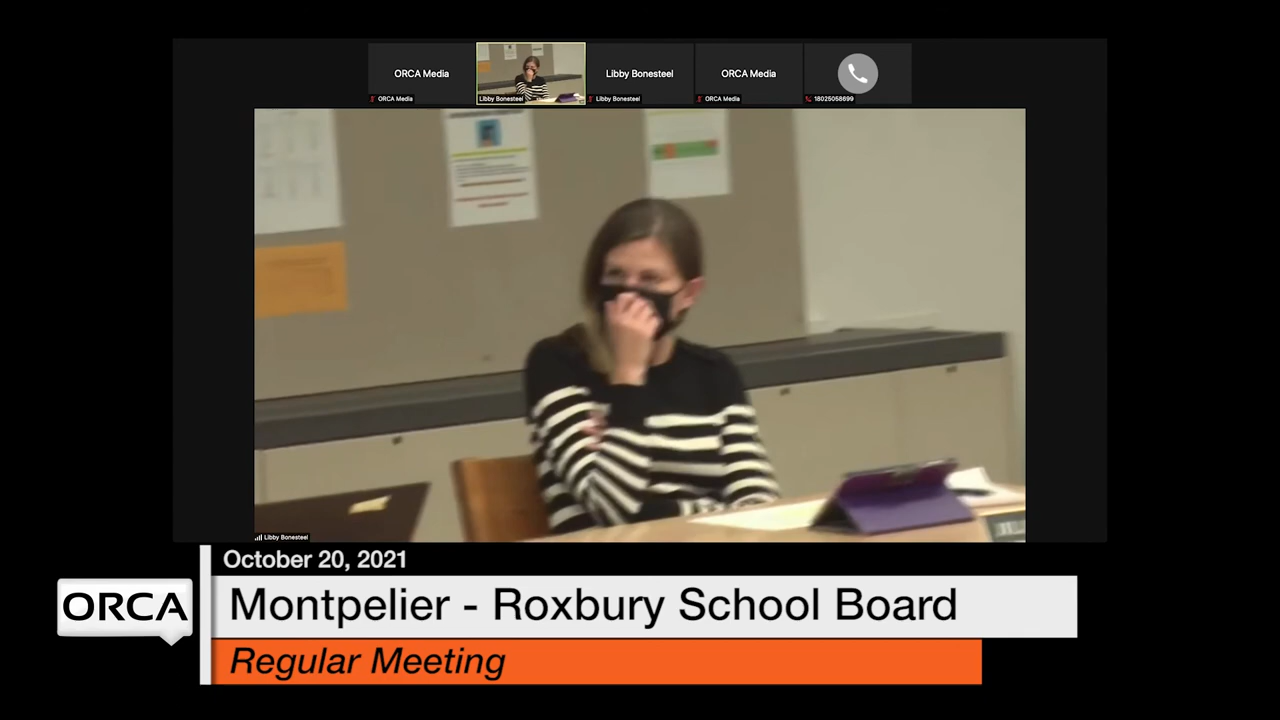 ORCA Media
Libby Bonesteel
ORCA Media
ORCA Media
Libby Bonesteel
Libby Bonesteel
ORCA Media
18025058699
Libby Bonesteel
October 20, 2021
ORCA
Montpelier - Roxbury School Board
Regular Meeting